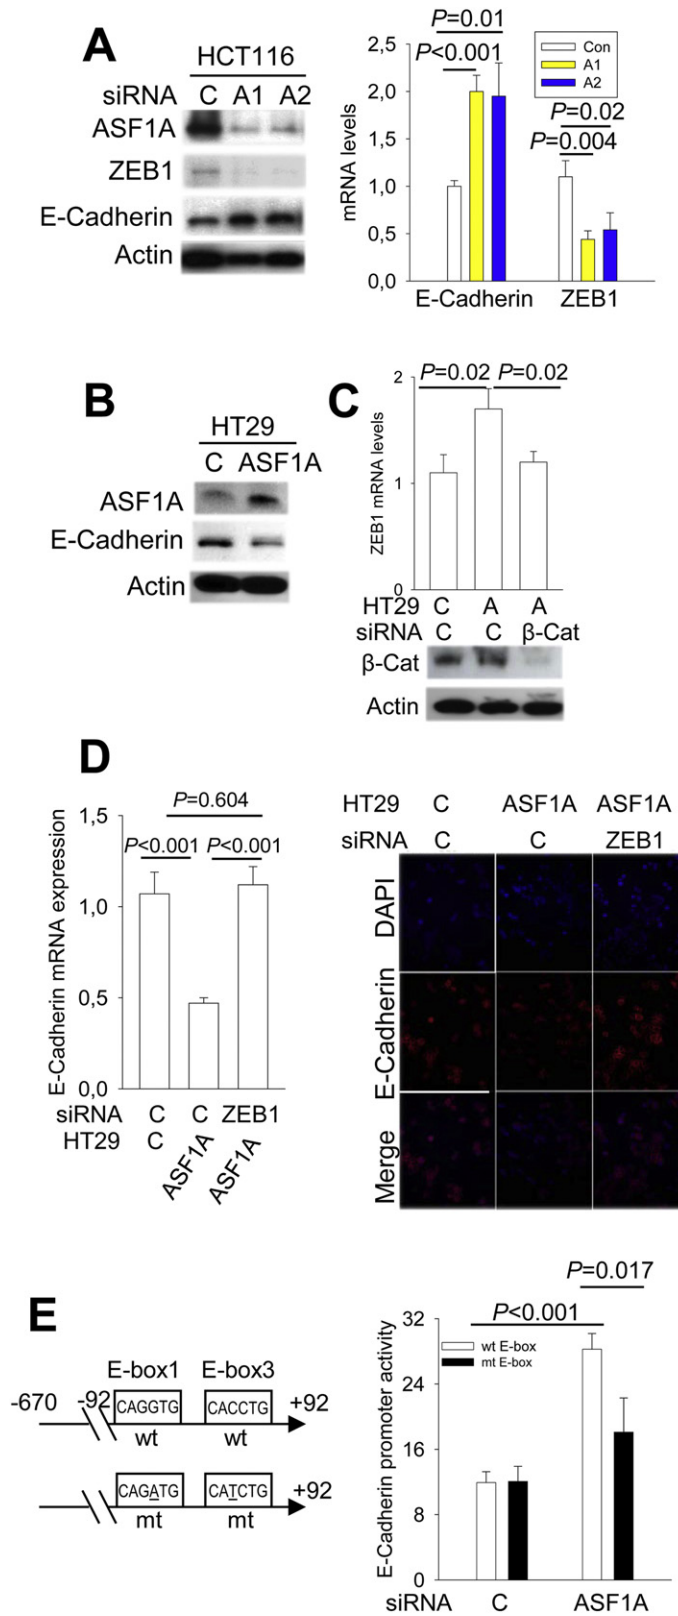 A
HCT116
siRNA C A1 A2
ASF1A
ZEB1
E-Cadherin
Actin
P=0.01
P<0.001
Con
A1
A2
P=0.02
P=0.004
mRNA levels
2,5
2,0
1,5
1,0
0,5
0,0
E-Cadherin ZEB1
B
HT29
C ASF1A
ASF1A
E-Cadherin
Actin
C
P=0.02 P=0.02
ZEB1 mRNA levels
2
1
0
HT29 C A A
siRNA C C β-Cat
β-Cat
Actin
D
P=0.604
P<0.001 P<0.001
E-Cadherin mRNA expression
1,5
1,0
0,5
0,0
siRNA C C ZEB1
HT29 C ASF1A ASF1A
HT29 C ASF1A ASF1A
siRNA C C ZEB1
DAPI
E-Cadherin
Merge
E
E-box1 E-box3
-670 -92 CAGGTG CACCTG +92
wt wt
CAGATG CATCTG +92
mt mt
P=0.017
P<0.001
wt E-box
mt E-box
E-Cadherin promoter activity
32
24
16
8
0
siRNA C ASF1A